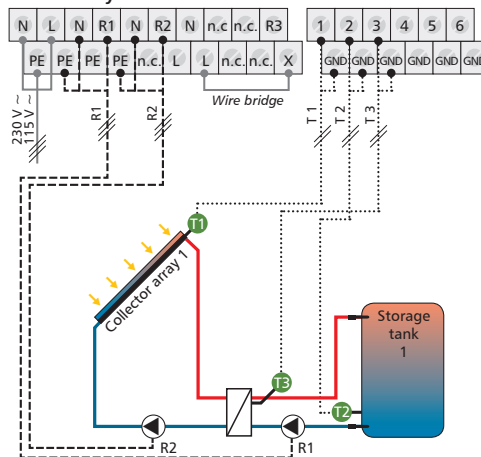 N L N R1 N R2 N n.c n.c. R3
1 2 3 4 5 6
PE PE PE n.c. L L n.c. n.c. X
GND GND GND GND GND GND
Wire bridge
230 V ~
115 V ~
R1
R2
T 1
T 2
T 3
T1
Collector array 1
T3
Storage
tank
1
T2
R2
R1